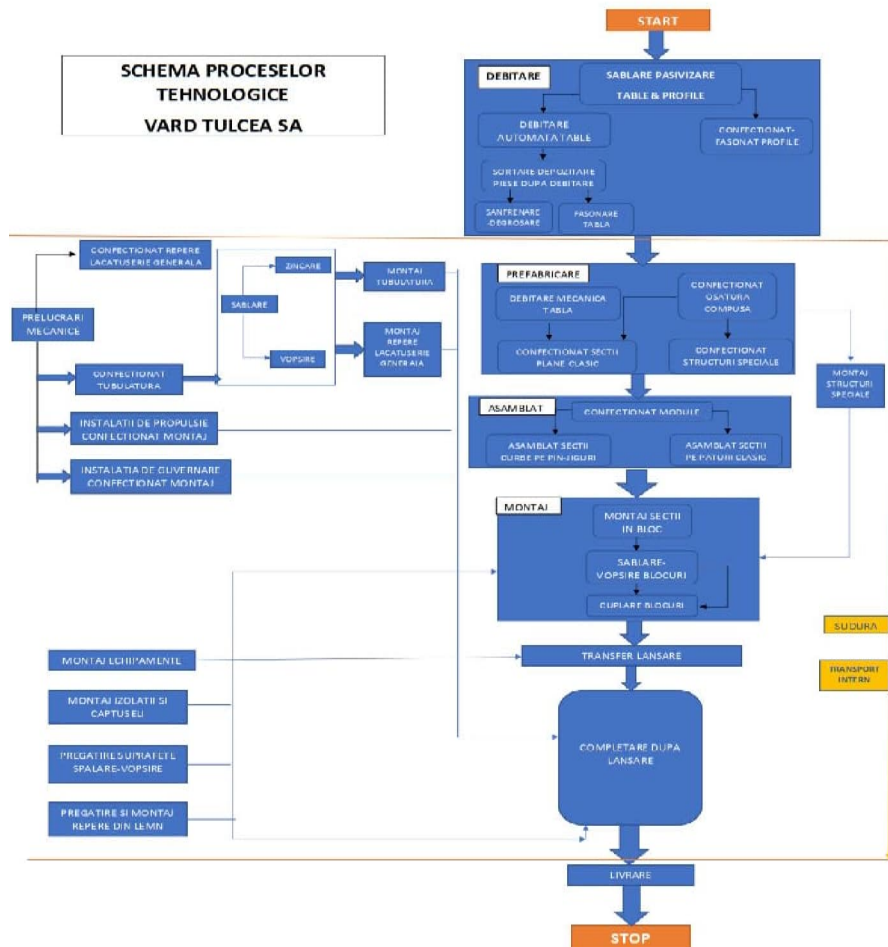 START
SCHEMA PROCESELOR
TEHNOLOGICE
VARD TULCEA SA
DEBITARE
SABLARE PASIVIZARE
TABLE & PROFILE
DEBITARE
AUTOMATA TABLE
CONFECTIONAT-
FASONAT PROFILE
SORTARE DEPOZITARE
PIESE DUPA DEBITARE
SANFRENARE
-DEGROSARE
FASONARE
TABLA
CONFECTIONAT REPERE
LACATUSERIE GENERALA
PRELUCRARI
MECANICE
ZINCARE
SABLARE
VOPSIRE
MONTAJ
TUBULATURA
MONTAJ
REPERE
LACATUSERIE
GENERALA
CONFECTIONAT
TUBULATURA
INSTALATII DE PROPULSIE
CONFECTIONAT MONTAJ
INSTALATIA DE GUVERNARE
CONFECTIONAT MONTAJ
PREFABRICARE
DEBITARE MECANICA
TABLA
CONFECTIONAT
OSATURA
COMPUSA
CONFECTIONAT SECTII
PLANE CLASIC
CONFECTIONAT
STRUCTURI SPECIALE
MONTAJ
STRUCTURI
SPECIALE
ASAMBLAT
CONFECTIONAT MODULE
ASAMBLAT SECTII
CURBE PE PIN-JIGURI
ASAMBLAT SECTII
PE PATURI CLASIC
MONTAJ
MONTAJ SECTII
IN BLOC
SABLARE-
VOPSIRE BLOCURI
CUPLARE BLOCURI
SUDURA
TRANSPORT
INTERN
MONTAJ ECHIPAMENTE
TRANSFER LANSARE
MONTAJ IZOLATII SI
CAPTUSELI
PREGATIRE SUPRAFETE
SPALARE-VOPSIRE
PREGATIRE SI MONTAJ
REPERE DIN LEMN
COMPLETARE DUPA
LANSARE
LIVRARE
STOP